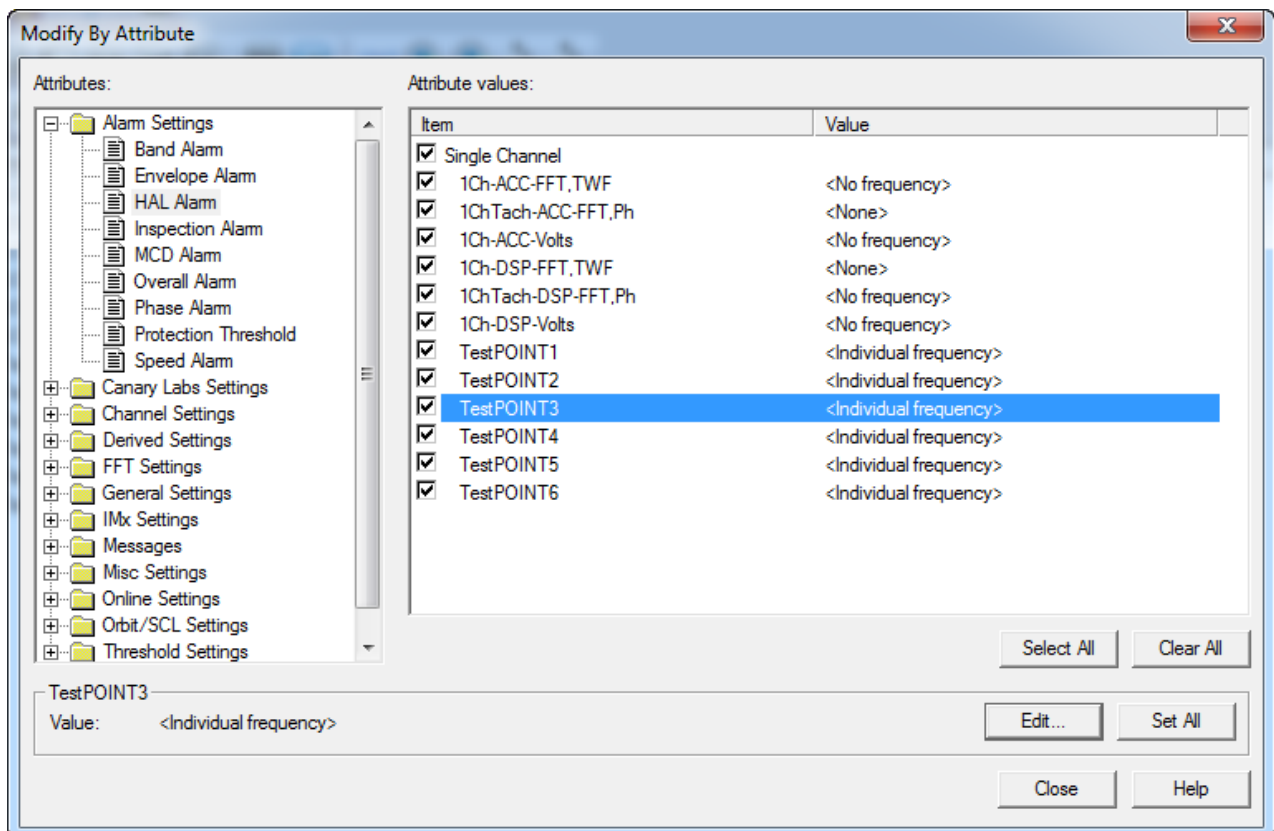 Modify By Attribute
X
Attributes:
Alarm Settings
Band Alarm
Envelope Alarm
HAL Alarm
Inspection Alarm
MCD Alarm
Overall Alarm
Phase Alarm
Protection Threshold
Speed Alarm
Canary Labs Settings
Channel Settings
Derived Settings
FFT Settings
General Settings
IMx Settings
Messages
Misc Settings
Online Settings
Orbit/SCL Settings
Threshold Settings
Attribute values:
Item Value
Single Channel
1Ch-ACC-FFT,TWF <No frequency>
1ChTach-ACC-FFT,Ph <None>
1Ch-ACC-Volts <No frequency>
1Ch-DSP-FFT,TWF <None>
1ChTach-DSP-FFT,Ph <No frequency>
1Ch-DSP-Volts <No frequency>
TestPOINT1 <Individual frequency>
TestPOINT2 <Individual frequency>
TestPOINT3 <Individual frequency>
TestPOINT4 <Individual frequency>
TestPOINT5 <Individual frequency>
TestPOINT6 <Individual frequency>
Select All Clear All
TestPOINT3
Value: <Individual frequency> Edit... Set All
Close Help